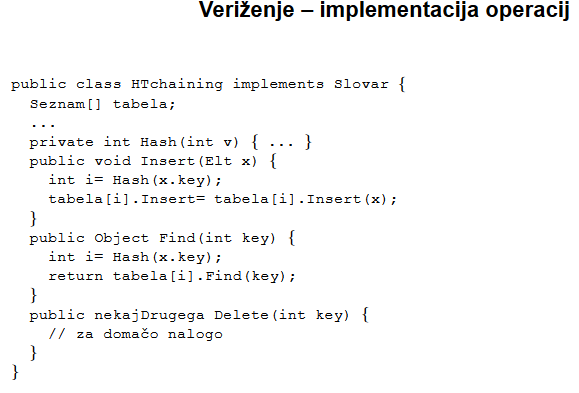 Veriženje – implementacija operacij
public class HTchaining implements Slovar {
Seznam[] tabela;
...
private int Hash(int v) { ... }
public void Insert(Elt x) {
int i= Hash(x.key);
tabela[i].Insert= tabela[i].Insert(x);
}
public Object Find(int key) {
int i= Hash(x.key);
return tabela[i].Find(key);
}
public nekajDrugega Delete(int key) {
// za domačo nalogo
}
}